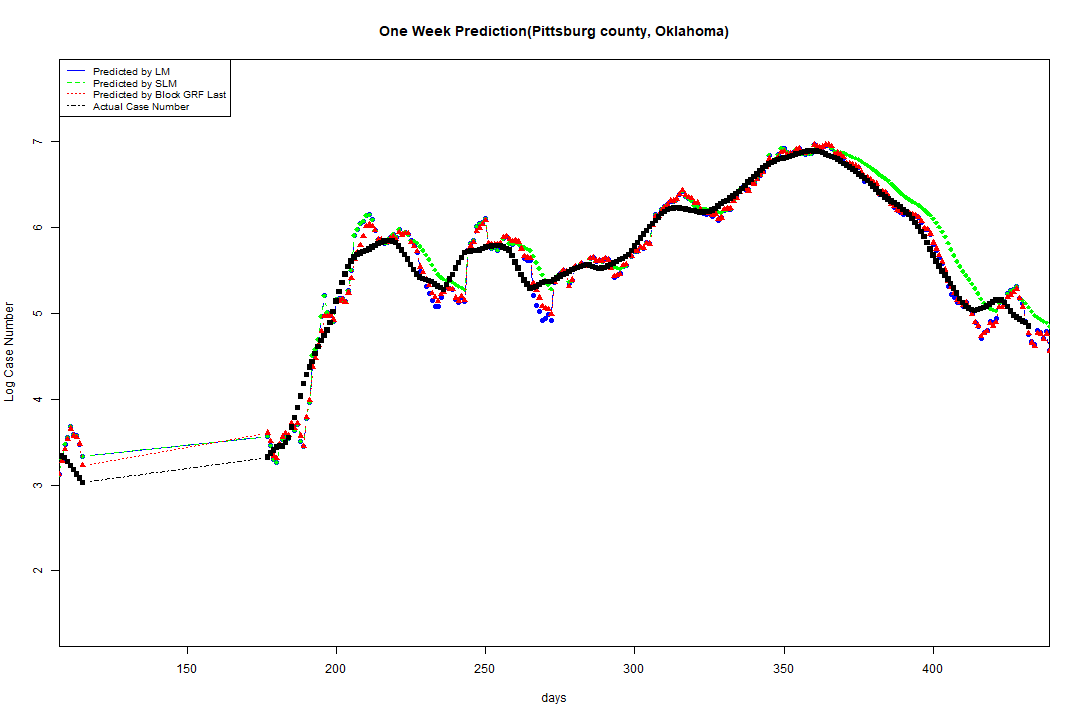 One Week Prediction(Pittsburg county, Oklahoma)
Predicted by LM
Predicted by SLM
Predicted by Block GRF Last
Actual Case Number
7
6
5
4
3
2
Log Case Number
150 200 250 300 350 400
days